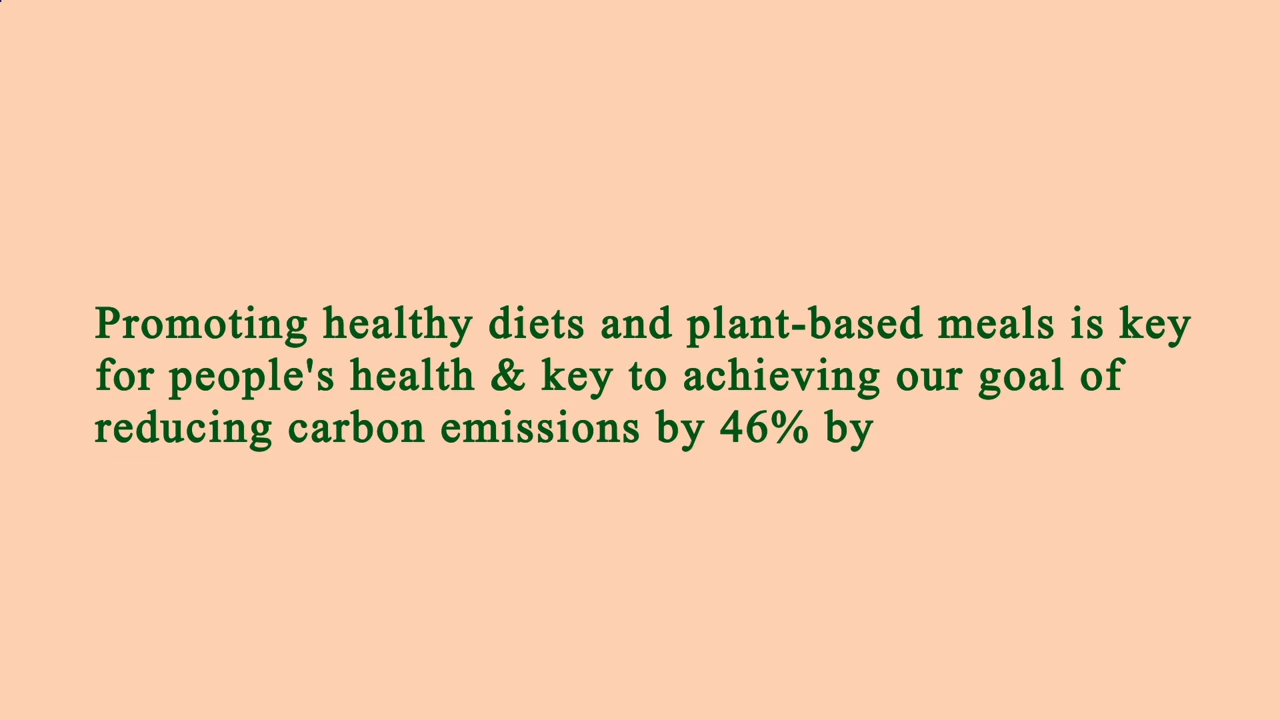 Promoting healthy diets and plant-based meals is key
for people's health & key to achieving our goal of
reducing carbon emissions by 46% by